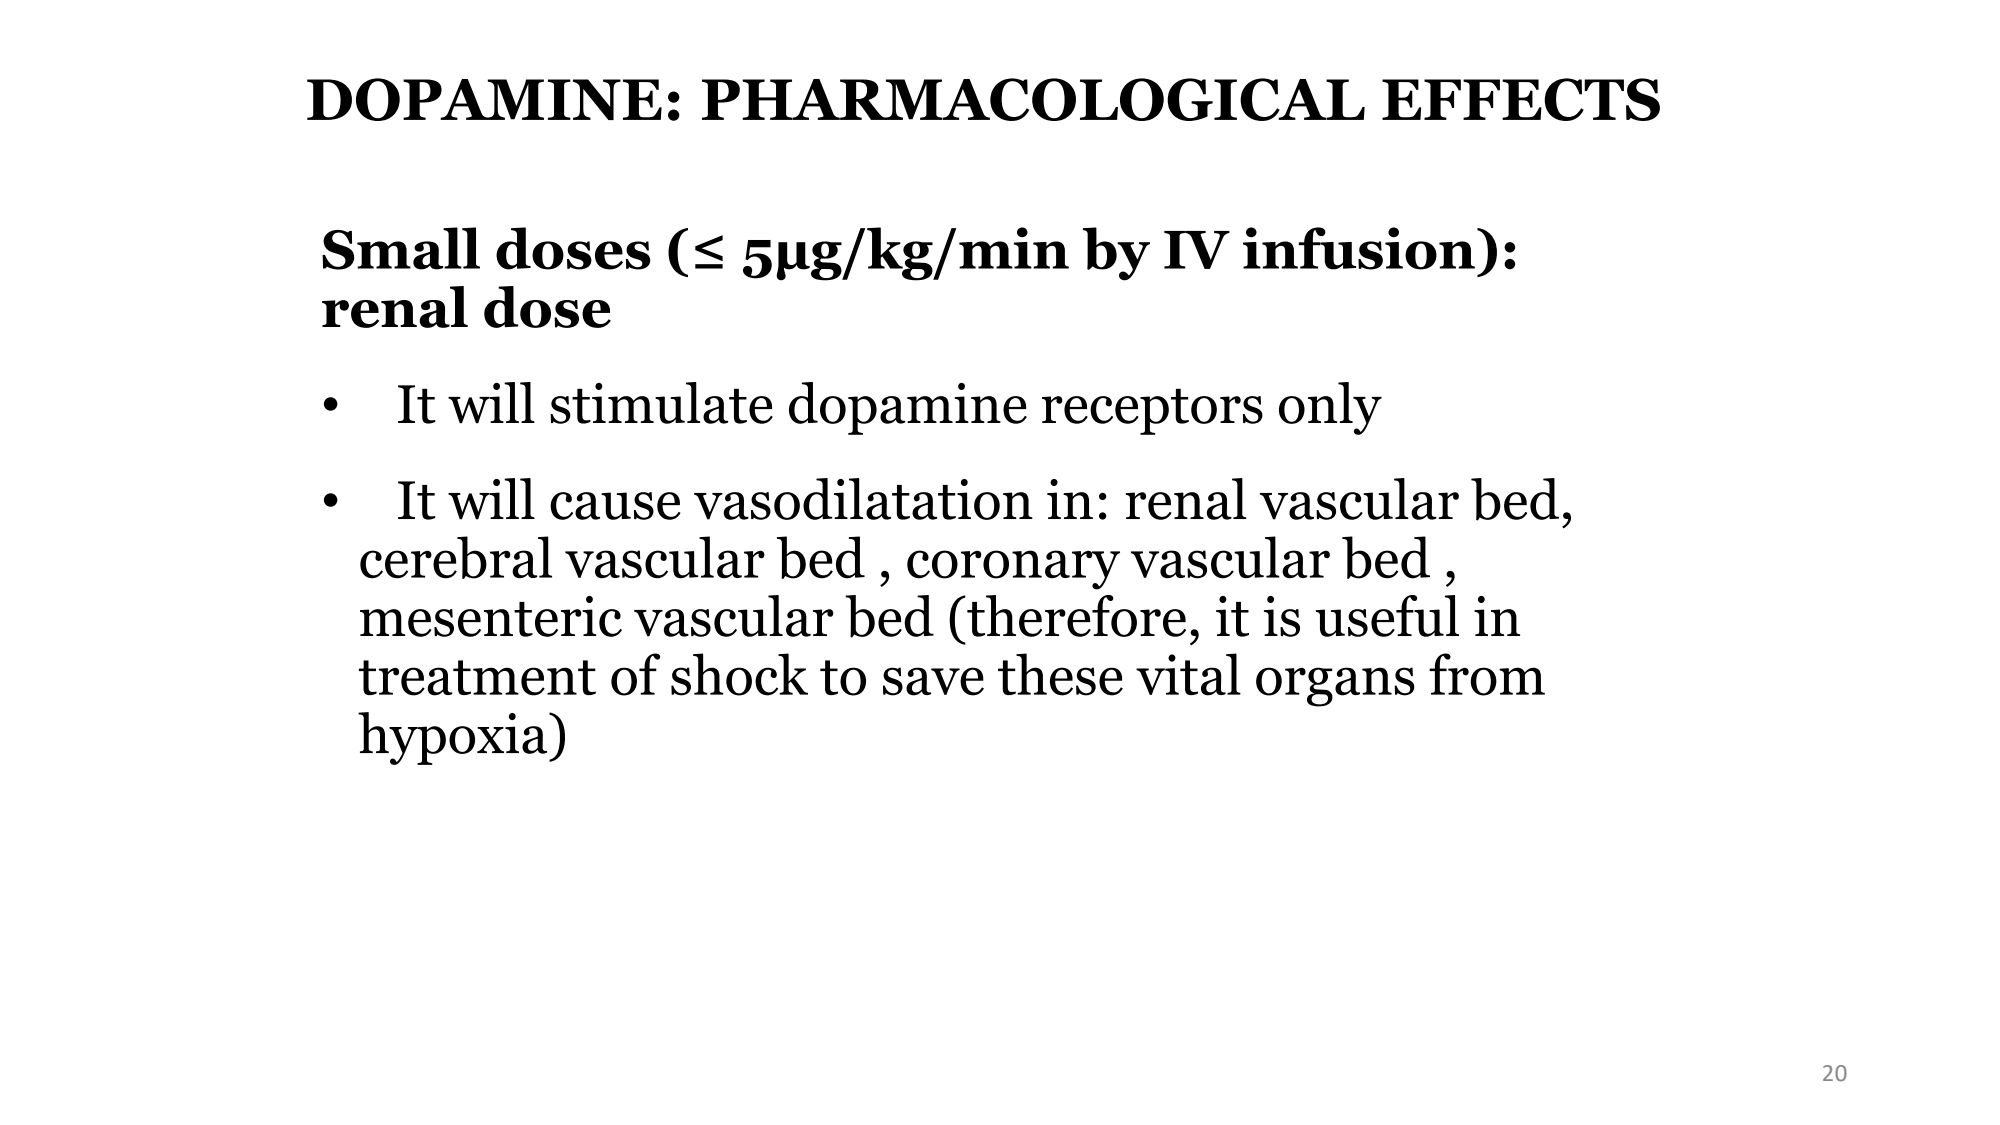 DOPAMINE: PHARMACOLOGICAL EFFECTS
Small doses (≤ 5µg/kg/min by IV infusion):
renal dose
• It will stimulate dopamine receptors only
• It will cause vasodilatation in: renal vascular bed,
cerebral vascular bed , coronary vascular bed ,
mesenteric vascular bed (therefore, it is useful in
treatment of shock to save these vital organs from
hypoxia)
20